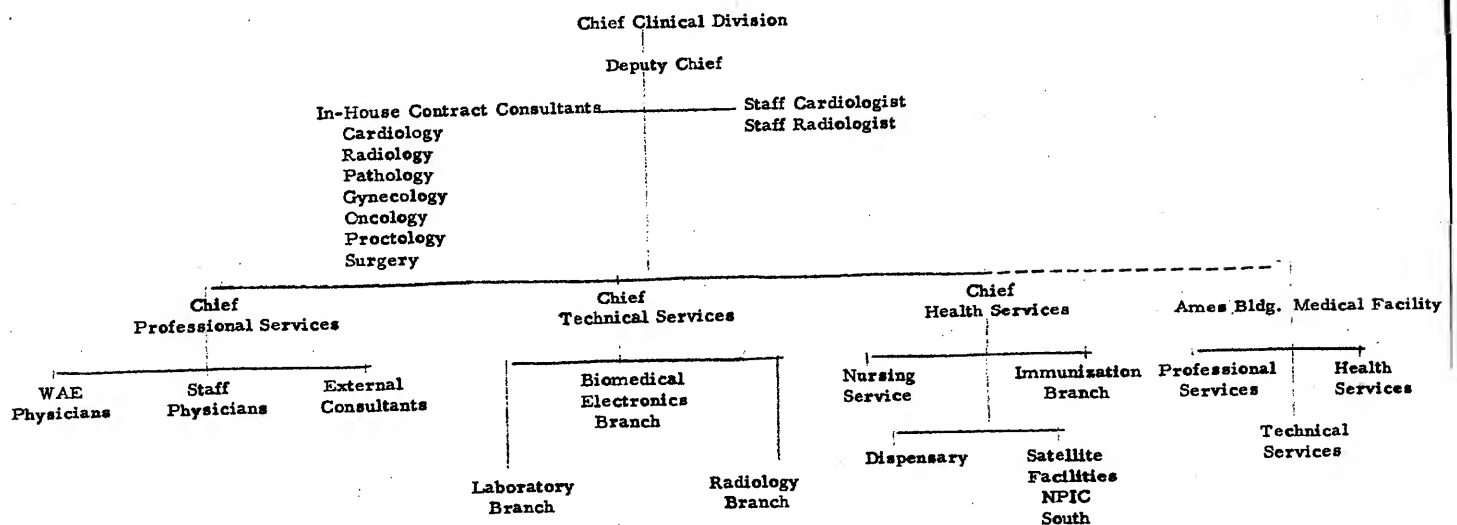 Chief Clinical Division
Deputy Chief
In-House Contract Consultants
Cardiology
Radiology
Pathology
Gynecology
Oncology
Proctology
Surgery
Staff Cardiologist
Staff Radiologist
Chief
Professional Services
Chief
Technical Services
Chief
Health Services
Ames Bldg. Medical Facility
WAE
Physicians
Staff
Physicians
External
Consultants
Biomedical
Electronics
Branch
Laboratory
Branch
Radiology
Branch
Nursing
Service
Immunization
Branch
Dispensary
Satellite
Facilities
NPIC
South
Professional
Services
Health
Services
Technical
Services